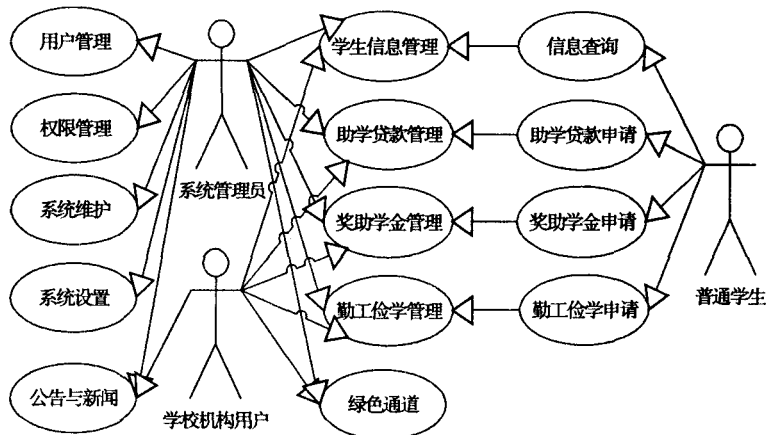 用户管理
学生信息管理
信息查询
权限管理
助学贷款管理
助学贷款申请
系统管理员
系统维护
奖助学金管理
奖助学金申请
系统设置
勤工俭学管理
勤工俭学申请
普通学生
公告与新闻
学校机构用户
绿色通道